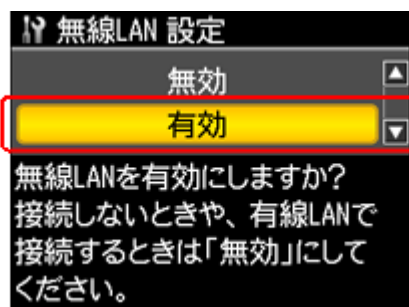 無線LAN 設定
無効
有効
無線LANを有効にしますか?
接続しないときや、有線LANで
接続するときは「無効」にして
ください。